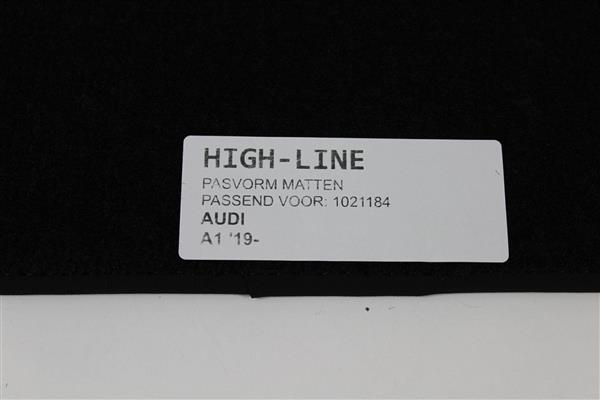 HIGH-LINE
PASVORM MATTEN
PASSEND VOOR: 1021184
AUDI
A1 '19-